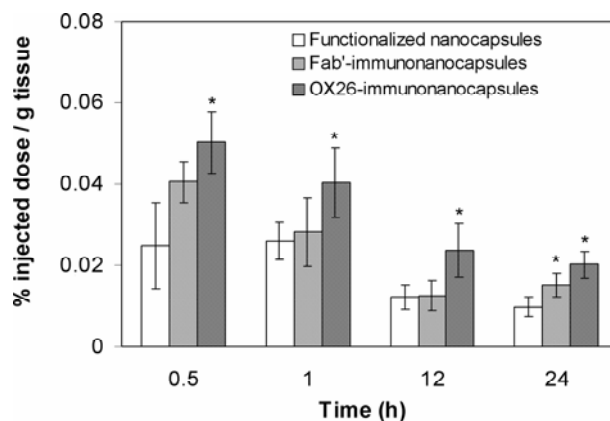 0.08
Functionalized nanocapsules
Fab'-immunonanocapsules
OX26-immunonanocapsules
0.06
0.04
0.02
0
% injected dose / g tissue
* * * * *
0.5 1 12 24
Time (h)